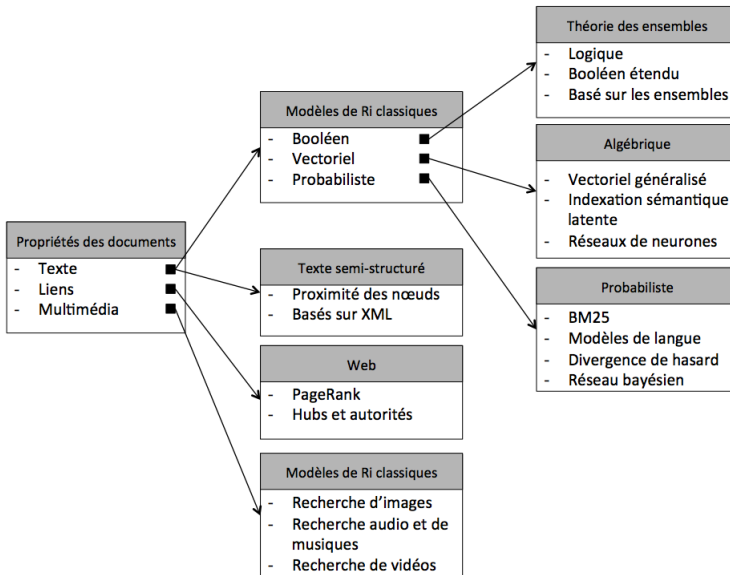 Propriétés des documents
- Texte
- Liens
- Multimédia
Modèles de Ri classiques
- Booléen
- Vectoriel
- Probabiliste
Texte semi-structuré
- Proximité des nœuds
- Basés sur XML
Web
- PageRank
- Hubs et autorités
Modèles de Ri classiques
- Recherche d'images
- Recherche audio et de
musiques
- Recherche de vidéos
Théorie des ensembles
- Logique
- Booléen étendu
- Basé sur les ensembles
Algébrique
- Vectoriel généralisé
- Indexation sémantique
latente
- Réseaux de neurones
Probabiliste
- BM25
- Modèles de langue
- Divergence de hasard
- Réseau bayésien